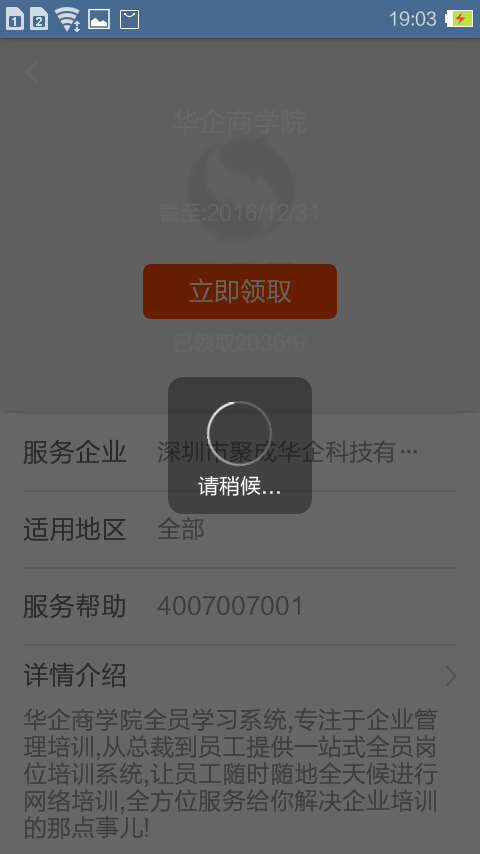 1 2 19:03
华企商学院
截至:2016/12/31
立即领取
已领取2036份
服务企业 深圳市聚成华企科技有···
请稍候...
适用地区 全部
服务帮助 4007007001
详情介绍
华企商学院全员学习系统,专注于企业管
理培训,从总裁到员工提供一站式全员岗
位培训系统,让员工随时随地全天候进行
网络培训,全方位服务给你解决企业培训
的那点事儿!